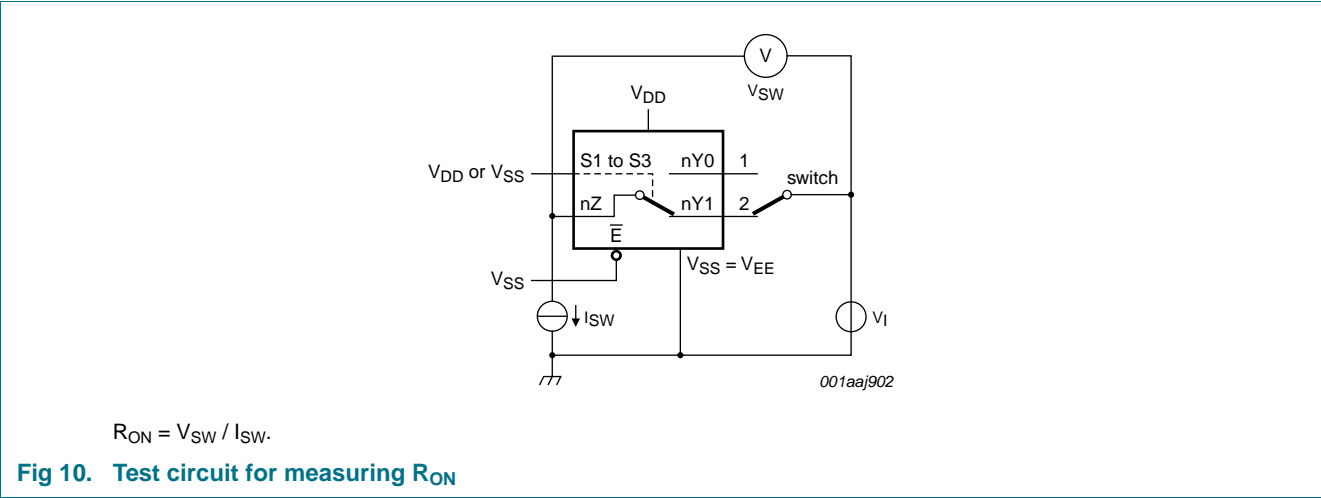 V
VSW
VDD
S1 to S3 nY0 1
VDD or VSS
switch
nZ nY1 2
E
VSS = VEE
VSS
ISW
VI
001aaj902
RON = VSW / ISW.
Fig 10. Test circuit for measuring RON